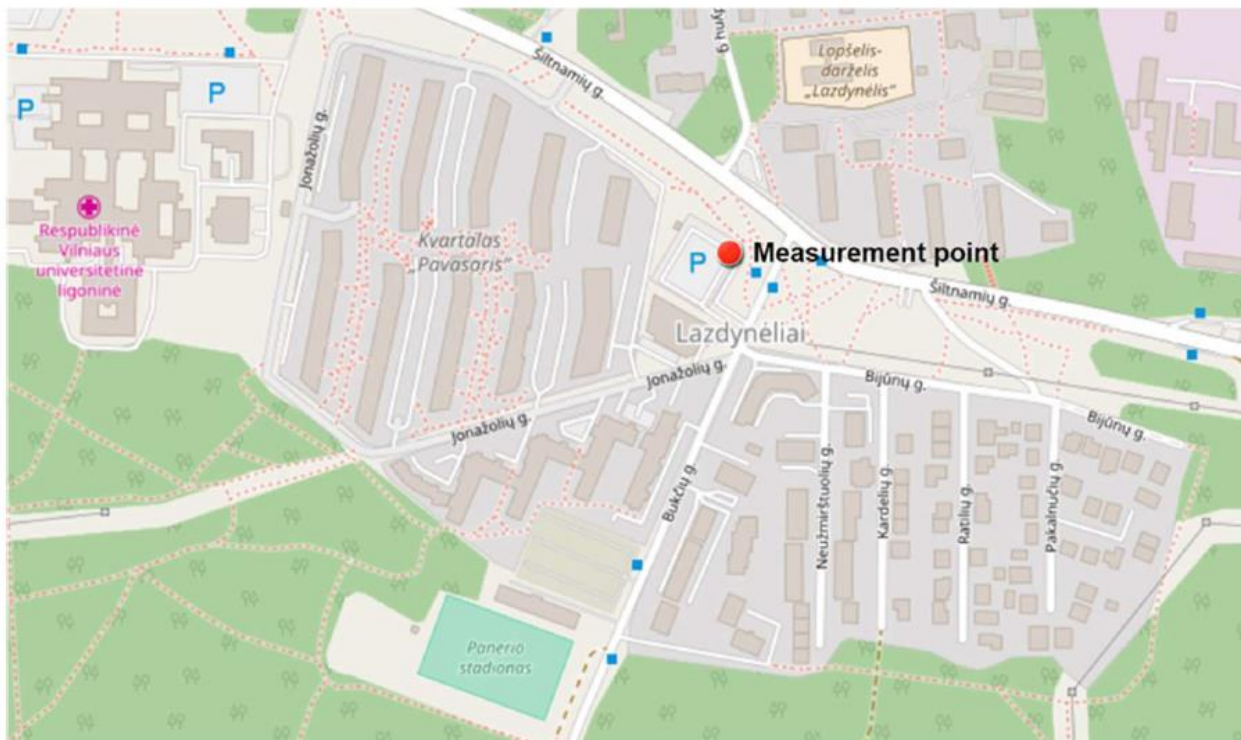 Šiltnamių g.
dynų g
Lopšelis-
darželis
„Lazdynėlis“
P
P
Jonažolių g.
Respublikinė
Vilniaus
universitetinė
ligoninė
Kvartalas
„Pavasaris“
P
Measurement point
Šiltnamių g.
Lazdynėliai
Jonažolių g.
Bijūnų g.
Jonažolių g.
Bijūnų g.
Bukčių g.
Neužmirštuolių g.
Kardelių g.
Ratilių g.
Pakalnučių g.
Panerio
stadionas